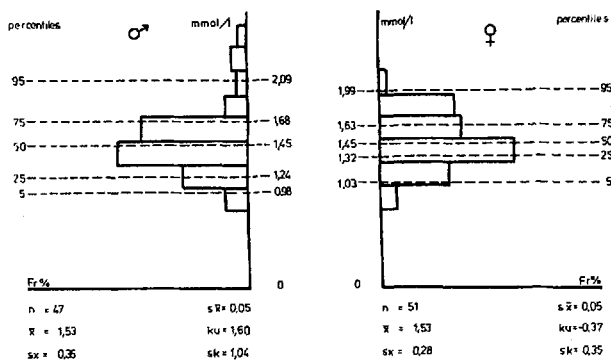 percentiles ♂ mmol/l
95 2,09
75 1,68
50 1,45
25 1,24
5 0,98
0
Fr%
n = 47 sx̄= 0,05
x̄ = 1,53 ku= 1,60
sx = 0,35 sk= 1,04
mmol/l ♀ percentiles
1,99 95
1,63 75
1,45 50
1,32 25
1,03 5
Fr%
n = 51 sx̄= 0,05
x̄ = 1,53 ku=-0,37
sx = 0,28 sk= 0,35